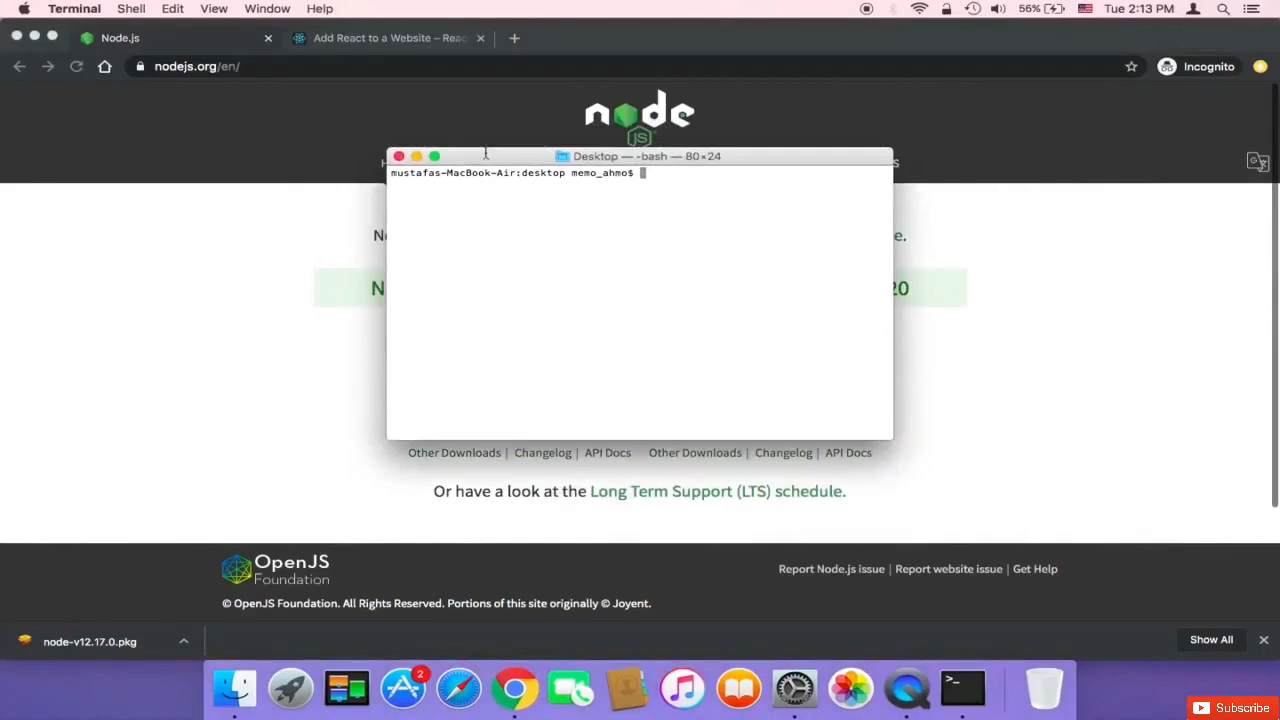 Terminal Shell Edit View Window Help 56% Tue 2:13 PM
Node.js Add React to a Website – Rea
nodejs.org/en/ Incognito
node
JS
Desktop — -bash — 80×24
mustafas-MacBook-Air:desktop memo_ahmo$
e.
N 20
Other Downloads | Changelog | API Docs Other Downloads | Changelog | API Docs
Or have a look at the Long Term Support (LTS) schedule.
OpenJS
Foundation
Report Node.js issue | Report website issue | Get Help
© OpenJS Foundation. All Rights Reserved. Portions of this site originally © Joyent.
node-v12.17.0.pkg Show All
2
>_
Subscribe